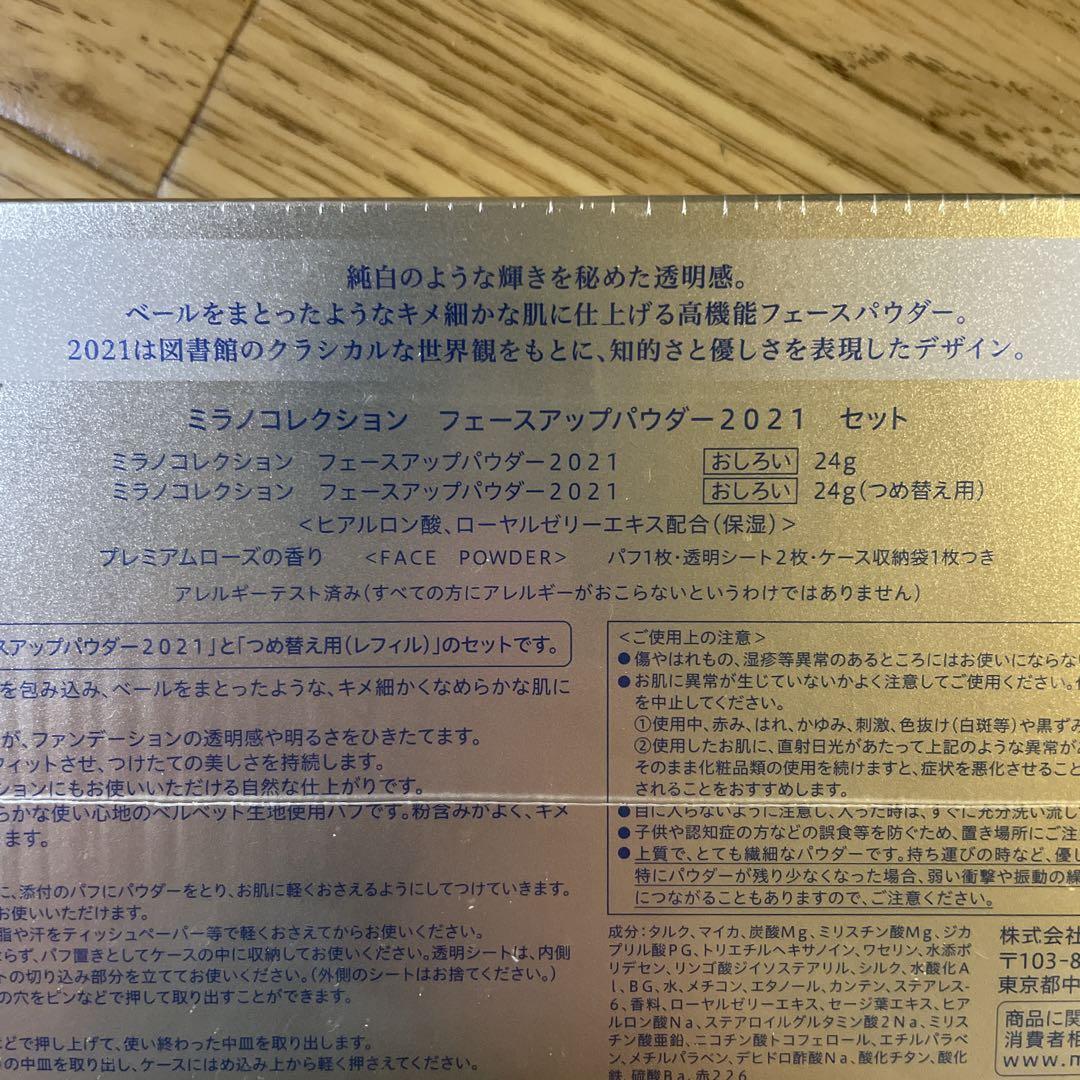 純白のような輝きを秘めた透明感。
ベールをまとったようなキメ細かな肌に仕上げる高機能フェースパウダー。
2021は図書館のクラシカルな世界観をもとに、知的さと優しさを表現したデザイン。
ミラノコレクション　フェースアップパウダー2021　セット
ミラノコレクション　フェースアップパウダー2021　おしろい　24g
ミラノコレクション　フェースアップパウダー2021　おしろい　24g(つめ替え用)
<ヒアルロン酸、ローヤルゼリーエキス配合(保湿)>
プレミアムローズの香り　<FACE POWDER>　パフ1枚・透明シート2枚・ケース収納袋1枚つき
アレルギーテスト済み(すべての方にアレルギーがおこらないというわけではありません)
スアップパウダー2021」と「つめ替え用(レフィル)」のセットです。
を包み込み、ベールをまとったような、キメ細かくなめらかな肌に
が、ファンデーションの透明感や明るさをひきたてます。
フィットさせ、つけたての美しさを持続します。
ションにもお使いいただける自然な仕上がりです。
らかな使い心地のベルベット生地使用パフです。粉含みがよく、キメ
ます。
に、添付のパフにパウダーをとり、お肌に軽くおさえるようにしてつけていきます。
お使いいただけます。
脂や汗をティッシュペーパー等で軽くおさえてからお使いください。
らず、パフ置きとしてケースの中に収納してお使いください。透明シートは、内側
トの切り込み部分を立ててお使いください。(外側のシートはお捨てください。)
の穴をピンなどで押して取り出すことができます。
どで押し上げて、使い終わった中皿を取り出します。
の中皿を取り出し、ケースにはめ込み上から軽く押さえてください。
<ご使用上の注意>
●傷やはれもの、湿疹等異常のあるところにはお使いにならない
●お肌に異常が生じていないかよく注意してご使用ください。
を中止してください。
①使用中、赤み、はれ、かゆみ、刺激、色抜け(白斑等)や黒ずみ
②使用したお肌に、直射日光があたって上記のような異常が
そのまま化粧品類の使用を続けますと、症状を悪化させること
されることをおすすめします。
●目に入らないように注意し、入った時は、すぐに充分洗い流し
●子供や認知症の方などの誤食等を防ぐため、置き場所にご注
●上質で、とても繊細なパウダーです。持ち運びの時など、優し
特にパウダーが残り少なくなった場合、弱い衝撃や振動の繰
につながることもありますので、ご注意ください。
成分:タルク、マイカ、炭酸Mg、ミリスチン酸Mg、ジカ
プリル酸PG、トリエチルヘキサノイン、ワセリン、水添ポ
リデセン、リンゴ酸ジイソステアリル、シルク、水酸化A
l、BG、水、メチコン、エタノール、カンテン、ステアレス-
6、香料、ローヤルゼリーエキス、セージ葉エキス、ヒア
ルロン酸Na、ステアロイルグルタミン酸2Na、ミリス
チン酸亜鉛、ニコチン酸トコフェロール、エチルパラベ
ン、メチルパラベン、デヒドロ酢酸Na、酸化チタン、酸化
鉄、硫酸Ba、赤226
株式会社
〒103-8
東京都中
商品に関
消費者相
www.m